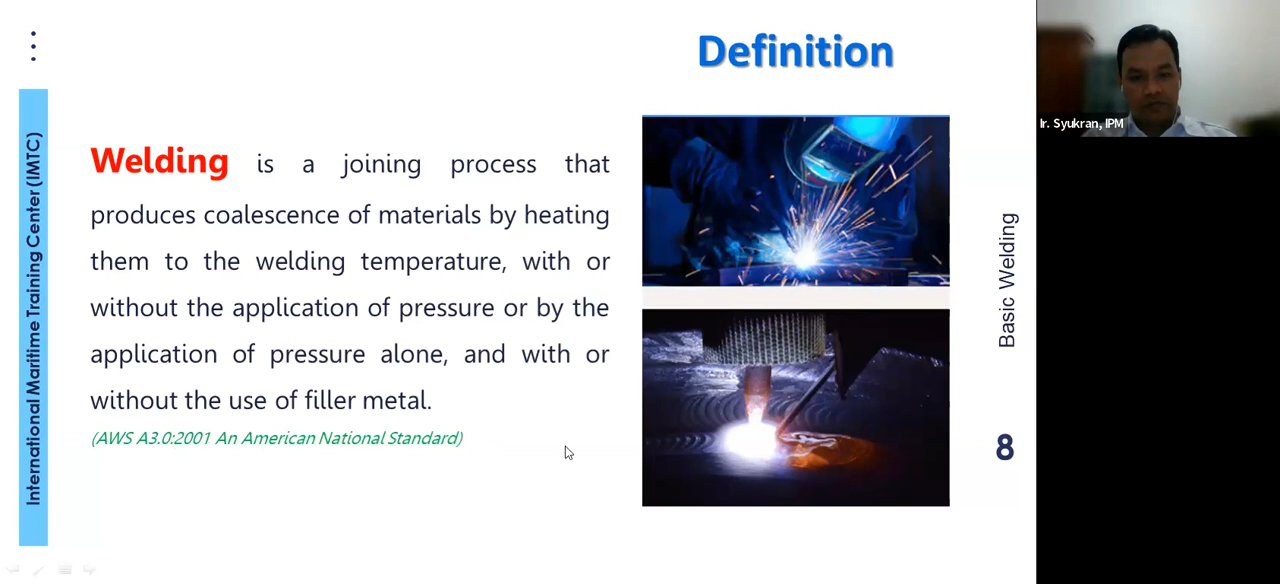 Definition
International Maritime Training Center (IMTC)
Welding is a joining process that
produces coalescence of materials by heating
them to the welding temperature, with or
without the application of pressure or by the
application of pressure alone, and with or
without the use of filler metal.
(AWS A3.0:2001 An American National Standard)
Basic Welding
8
Ir. Syukran, IPM